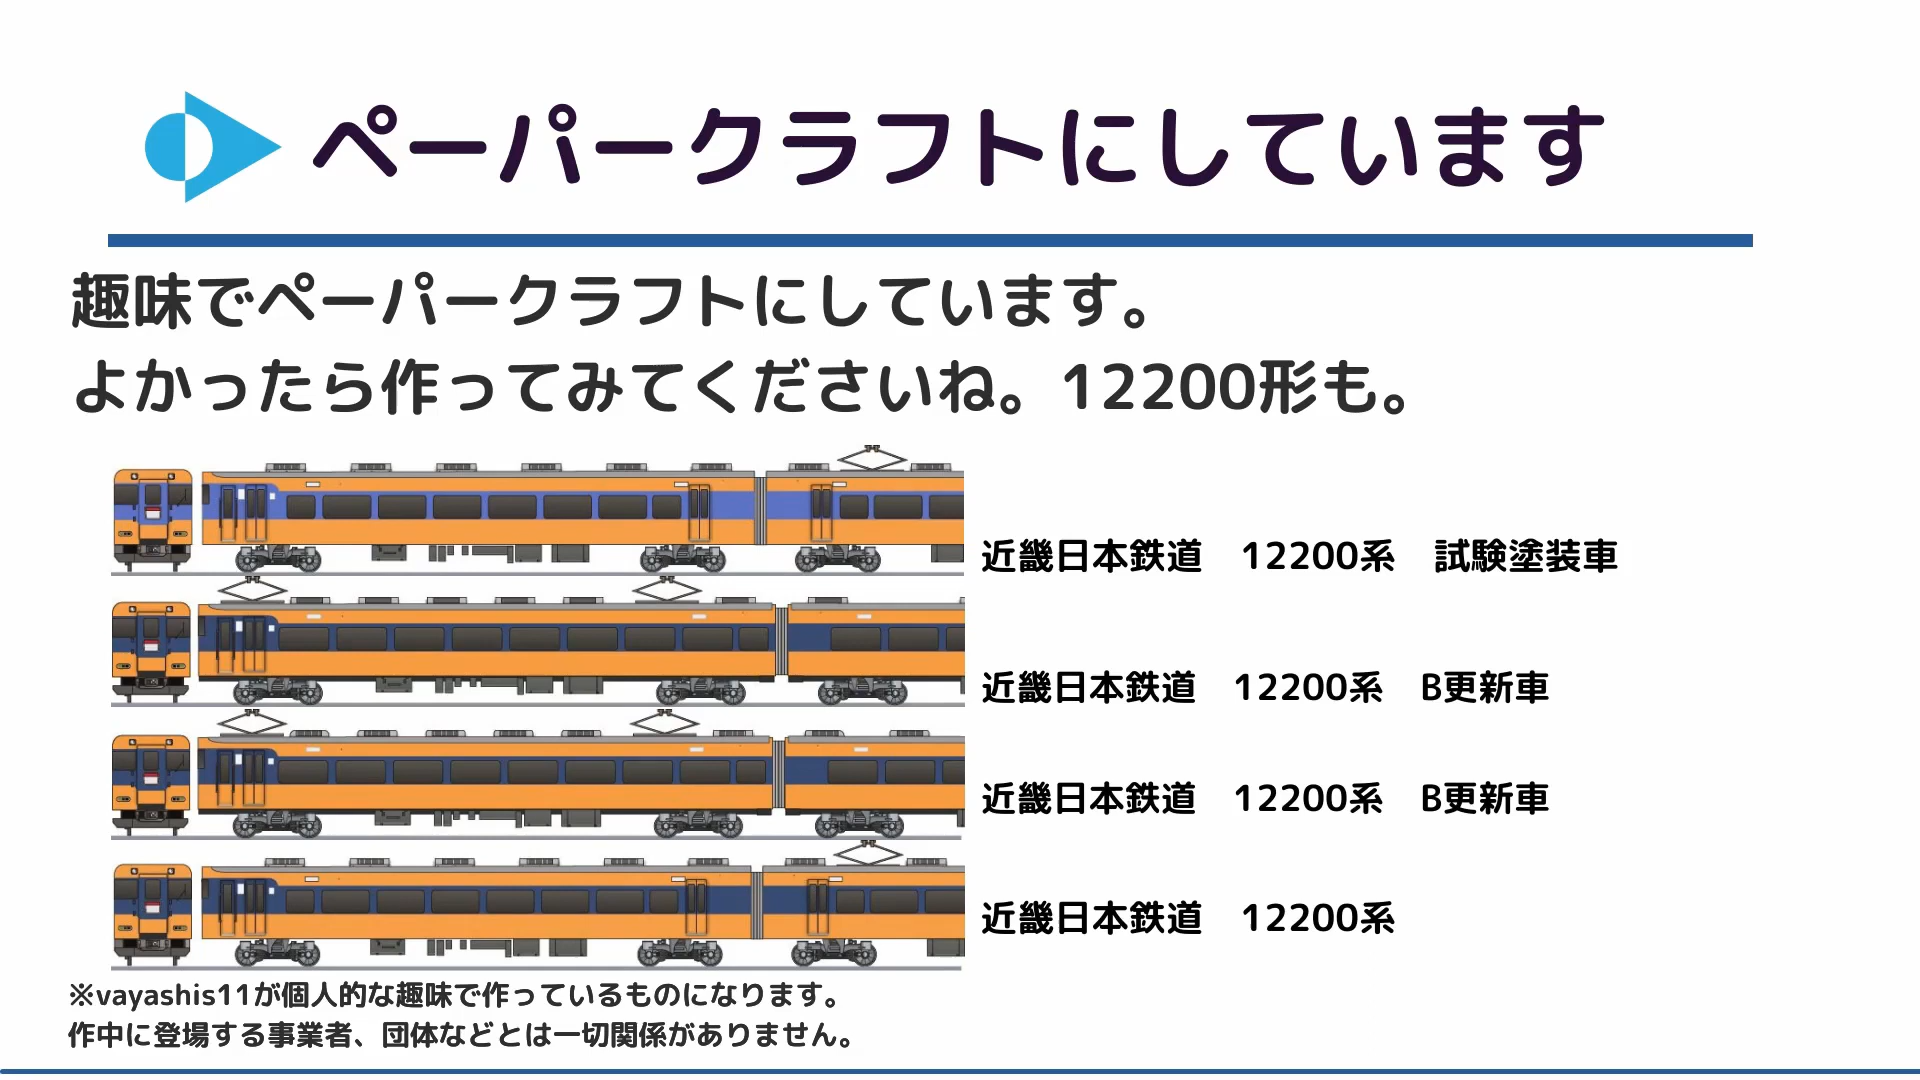 ペーパークラフトにしています
趣味でペーパークラフトにしています。
よかったら作ってみてくださいね。12200形も。
近畿日本鉄道　12200系　試験塗装車
近畿日本鉄道　12200系　B更新車
近畿日本鉄道　12200系　B更新車
近畿日本鉄道　12200系
※vayashis11が個人的な趣味で作っているものになります。
作中に登場する事業者、団体などとは一切関係がありません。